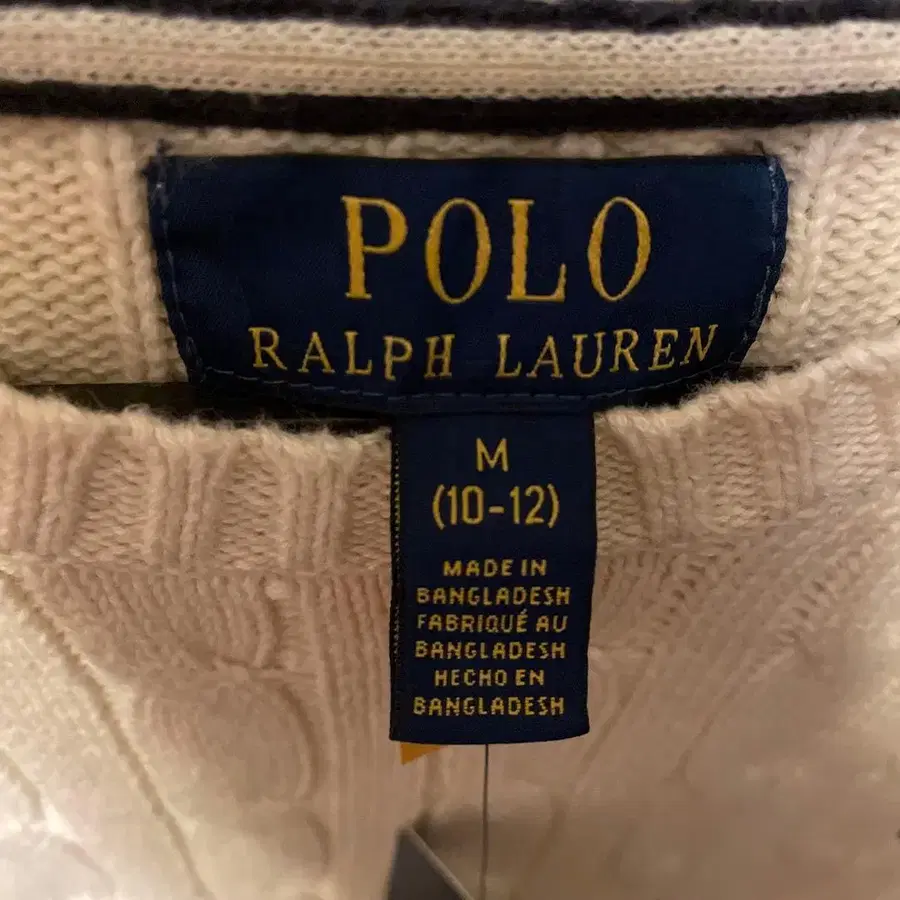 POLO
RALPH LAUREN
M
(10-12)
MADE IN
BANGLADESH
FABRIQUÉ AU
BANGLADESH
HECHO EN
BANGLADESH